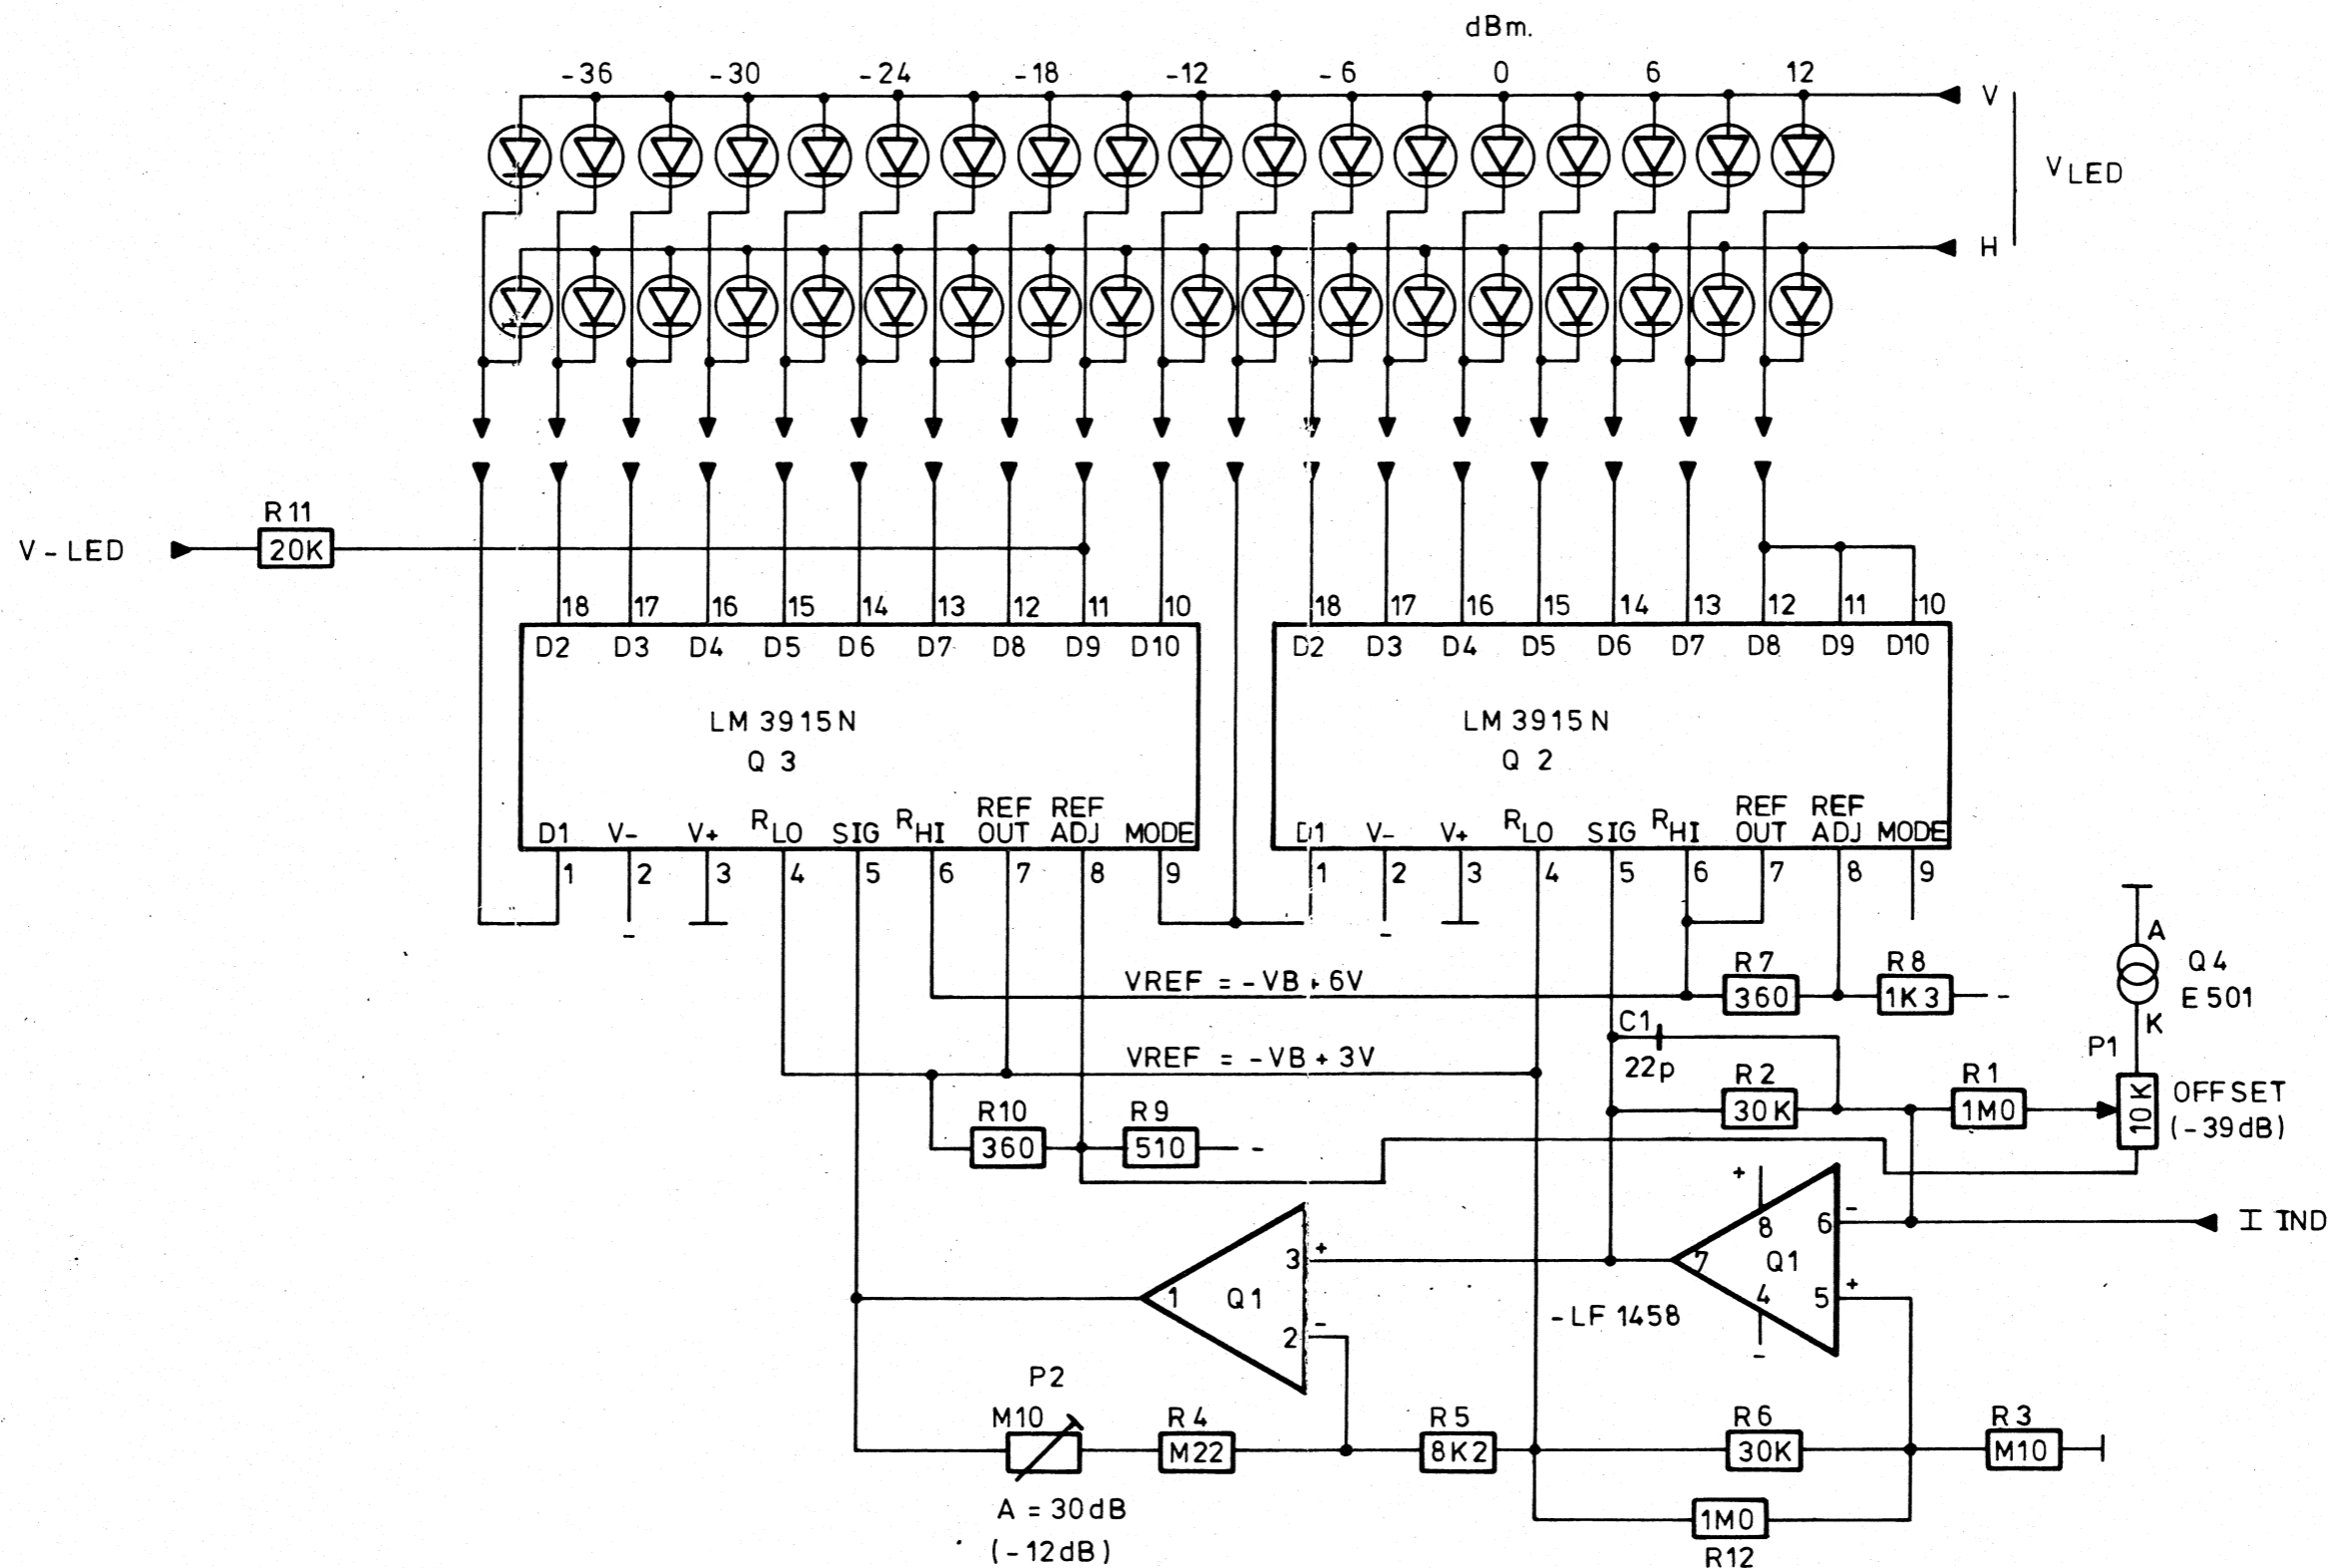 dBm.
-36 -30 -24 -18 -12 -6 0 6 12
V
V LED
H
R11
V-LED 20K
18 17 16 15 14 13 12 11 10 18 17 16 15 14 13 12 11 10
D2 D3 D4 D5 D6 D7 D8 D9 D10 D2 D3 D4 D5 D6 D7 D8 D9 D10
LM 3915N LM 3915N
Q 3 Q 2
REF REF REF REF
D1 V- V+ RLO SIG RHI OUT ADJ MODE D1 V- V+ RLO SIG RHI OUT ADJ MODE
1 2 3 4 5 6 7 8 9 1 2 3 4 5 6 7 8 9
- -
A
Q4
E501
K
VREF = -VB + 6V
R7 R8
360 1K3 -
C1
22p
VREF = -VB + 3V
P1
R2 R1
30K 1M0 10K OFFSET
(-39dB)
R10 R9
360 510 -
+
8 6 -
I IND
3 +
7 Q1
1 Q1
4 5 +
-
2 -
-LF 1458
P2
M10 R4 R5 R6 R3
M22 8K2 30K M10
A = 30dB
(-12dB)
1M0
R12